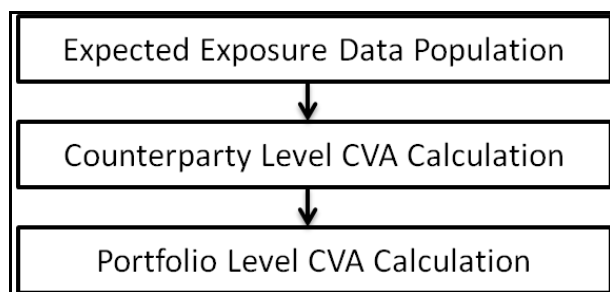 Expected Exposure Data Population
Counterparty Level CVA Calculation
Portfolio Level CVA Calculation